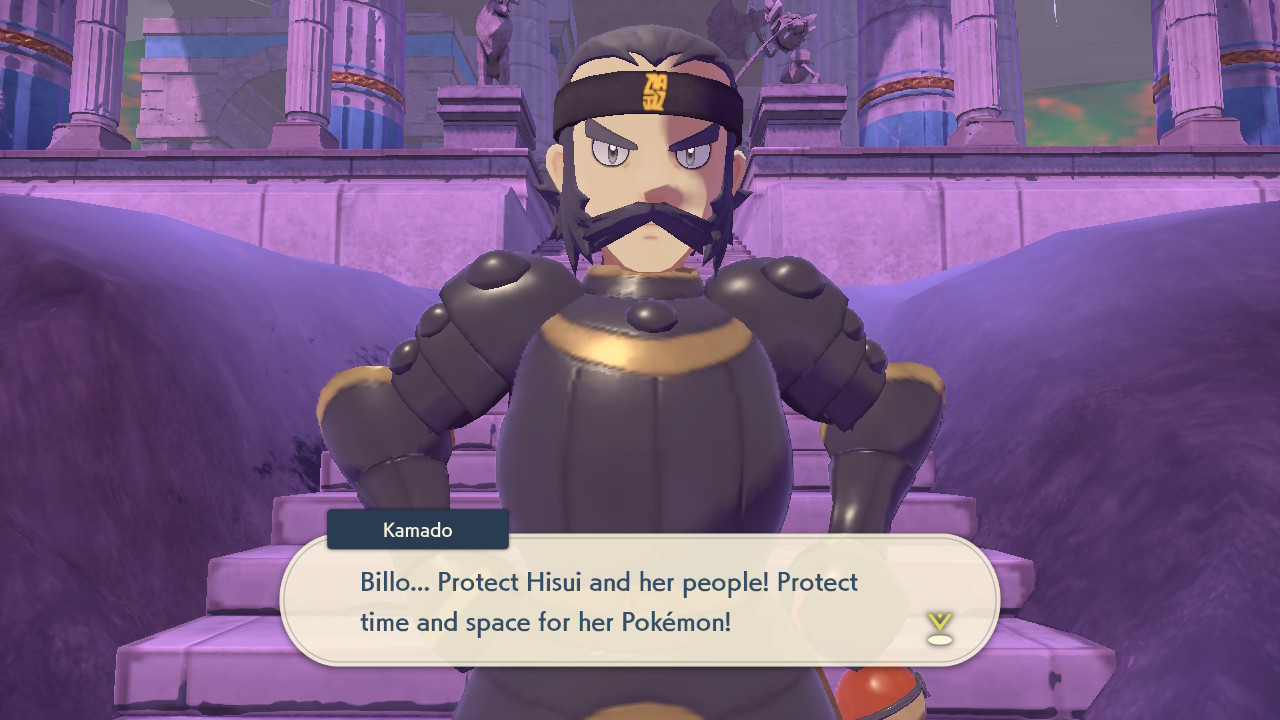 Kamado
Billo... Protect Hisui and her people! Protect
time and space for her Pokémon!